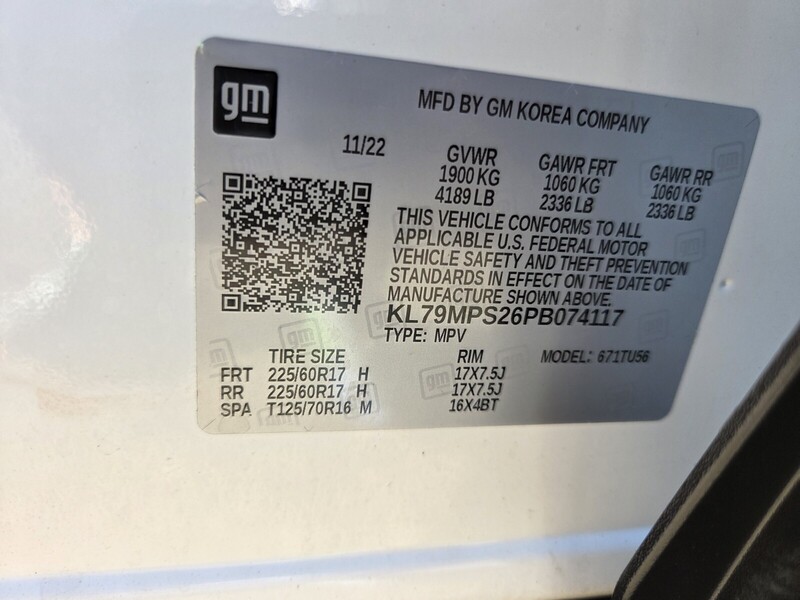 gm
MFD BY GM KOREA COMPANY
11/22
GVWR
1900 KG
4189 LB
GAWR FRT
1060 KG
2336 LB
GAWR RR
1060 KG
2336 LB
THIS VEHICLE CONFORMS TO ALL
APPLICABLE U.S. FEDERAL MOTOR
VEHICLE SAFETY AND THEFT PREVENTION
STANDARDS IN EFFECT ON THE DATE OF
MANUFACTURE SHOWN ABOVE.
KL79MPS26PB074117
TYPE: MPV
TIRE SIZE RIM MODEL: 671TU56
FRT 225/60R17 H 17X7.5J
RR 225/60R17 H 17X7.5J
SPA T125/70R16 M 16X4BT